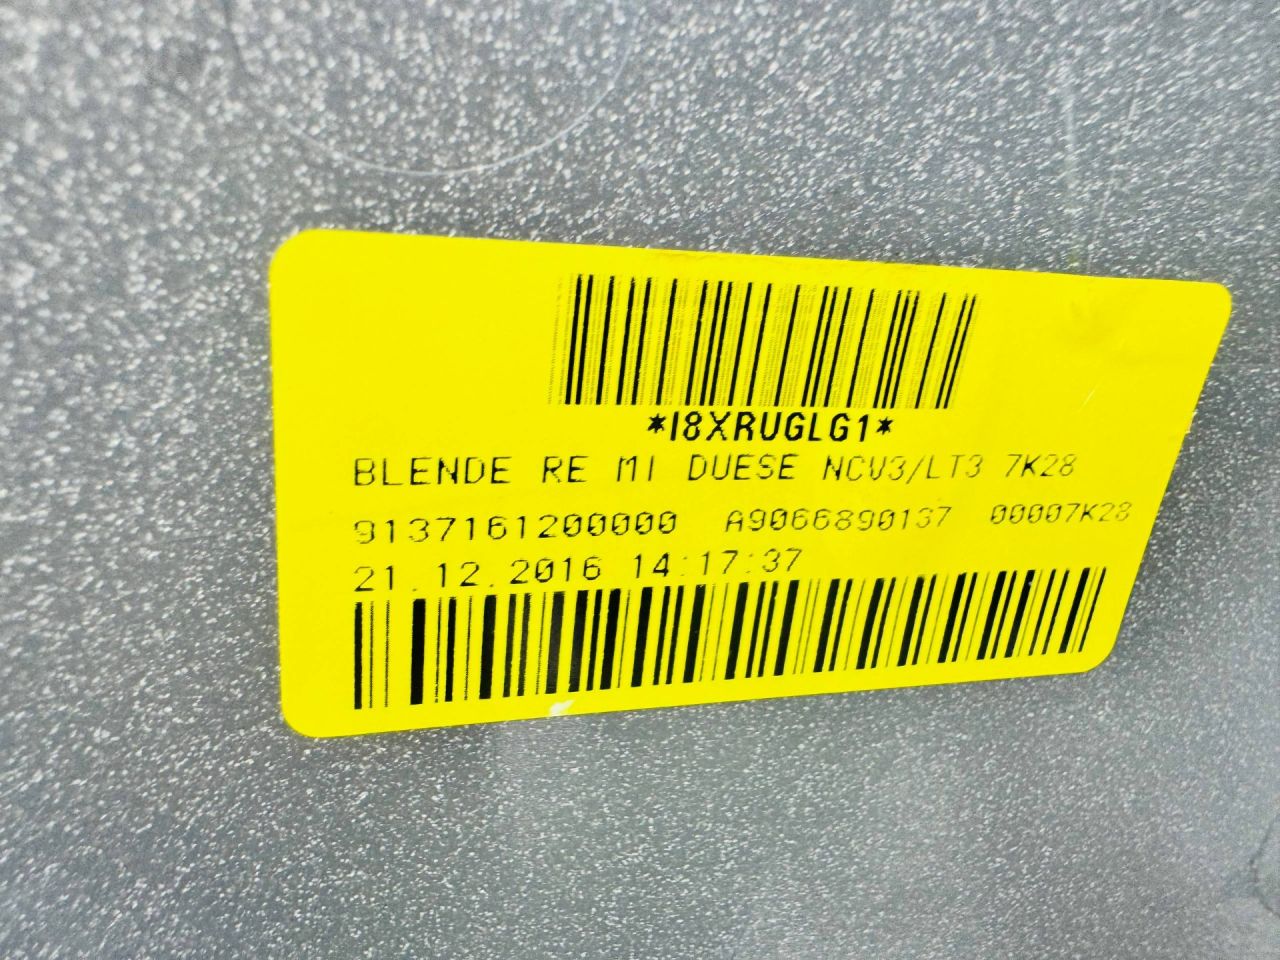 *I8XRUGLG1*
BLENDE RE MI DUESE NCV3/LT3 7K28
9137161200000 A9066890137 00007K28
21.12.2016 14:17:37